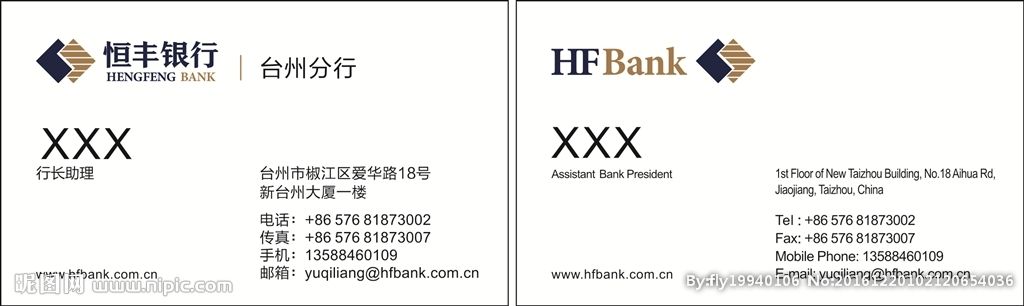 恒丰银行
HENGFENG BANK
台州分行
XXX
行长助理
台州市椒江区爱华路18号
新台州大厦一楼
电话：+86 576 81873002
传真：+86 576 81873007
手机：13588460109
邮箱：yuqiliang@hfbank.com.cn
www.hfbank.com.cn
昵图网 www.nipic.com
HFBank
XXX
Assistant Bank President
1st Floor of New Taizhou Building, No.18 Aihua Rd,
Jiaojiang, Taizhou, China
Tel : +86 576 81873002
Fax: +86 576 81873007
Mobile Phone: 13588460109
E-mail: yuqiliang@hfbank.com.cn
www.hfbank.com.cn
By:fly19940106 No:20161220102120654036